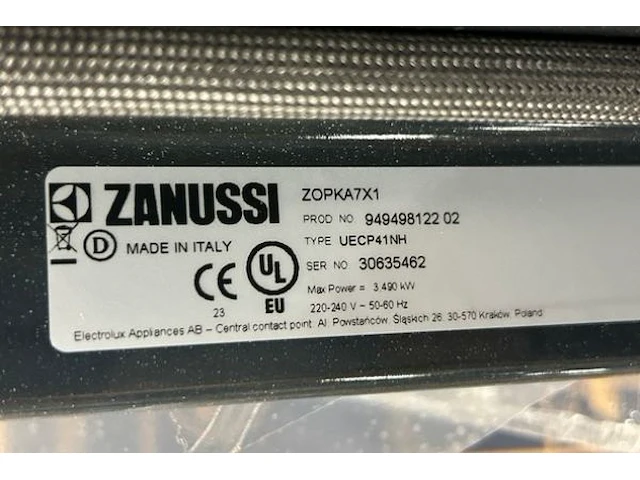 ZANUSSI
ZOPKA7X1
PROD NO 949498122 02
D MADE IN ITALY
TYPE UECP41NH
SER NO 30635462
CE
23
UL
EU
Max Power = 3.490 kW
220-240 V - 50-60 Hz
Electrolux Appliances AB - Central contact point. Al. Powstańców. Śląskich 26. 30-570 Kraków. Poland